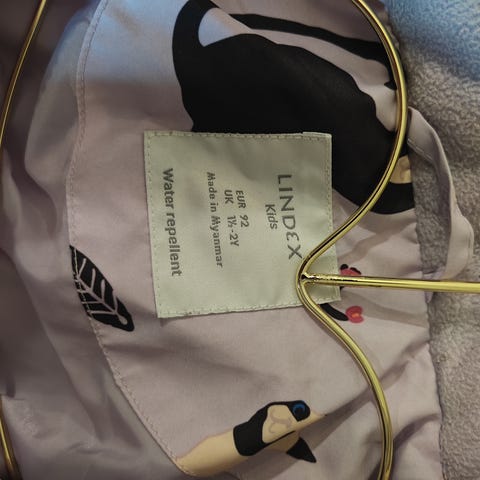 LINDEX
Kids
EUR 92
UK 1½-2Y
Made in Myanmar
Water repellent